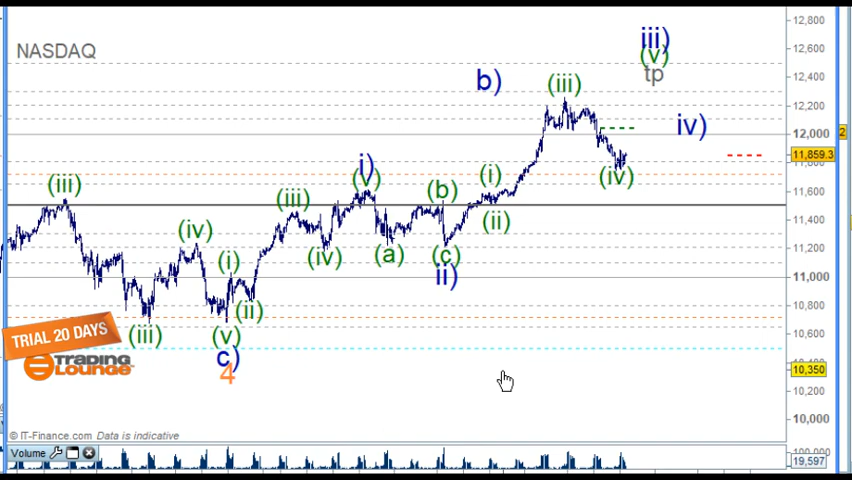 12,800
iii)
12,600
NASDAQ
(v)
tp
12,400
b)
(iii)
12,200
iv)
12,000
2
11,859.3
i)
(v)
(i)
(iv)
(iii)
(iii)
(b)
11,600
(ii)
11,400
(iv)
(iv)
(a)
(c)
11,200
(i)
ii)
11,000
(ii)
10,800
(iii)
(v)
10,600
TRIAL 20 DAYS
c)
TRADING
LOUNGE
4
10,350
10,200
10,000
© IT-Finance.com Data is indicative
Volume
100,000
19,597